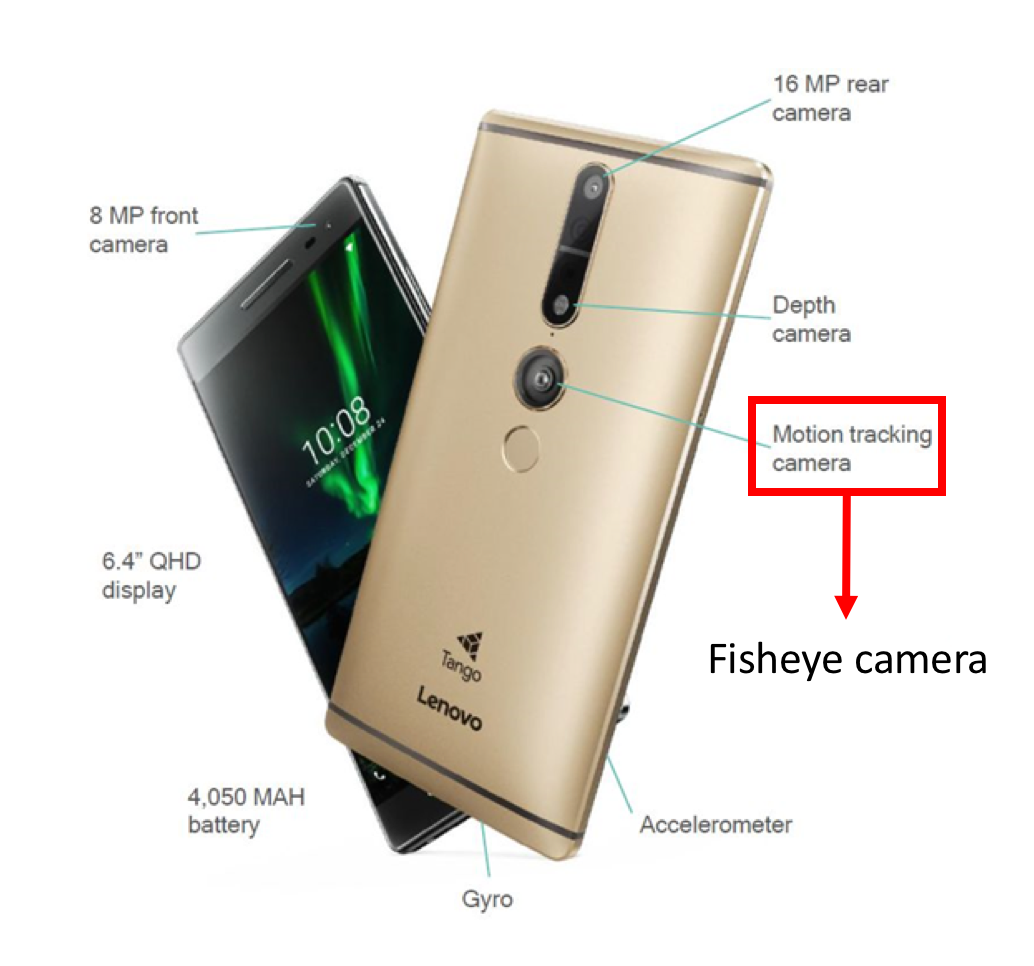 16 MP rear
camera
8 MP front
camera
Depth
camera
10:08
SATURDAY, DECEMBER 24
Motion tracking
camera
6.4” QHD
display
Fisheye camera
Tango
Lenovo
4,050 MAH
battery
Accelerometer
Gyro